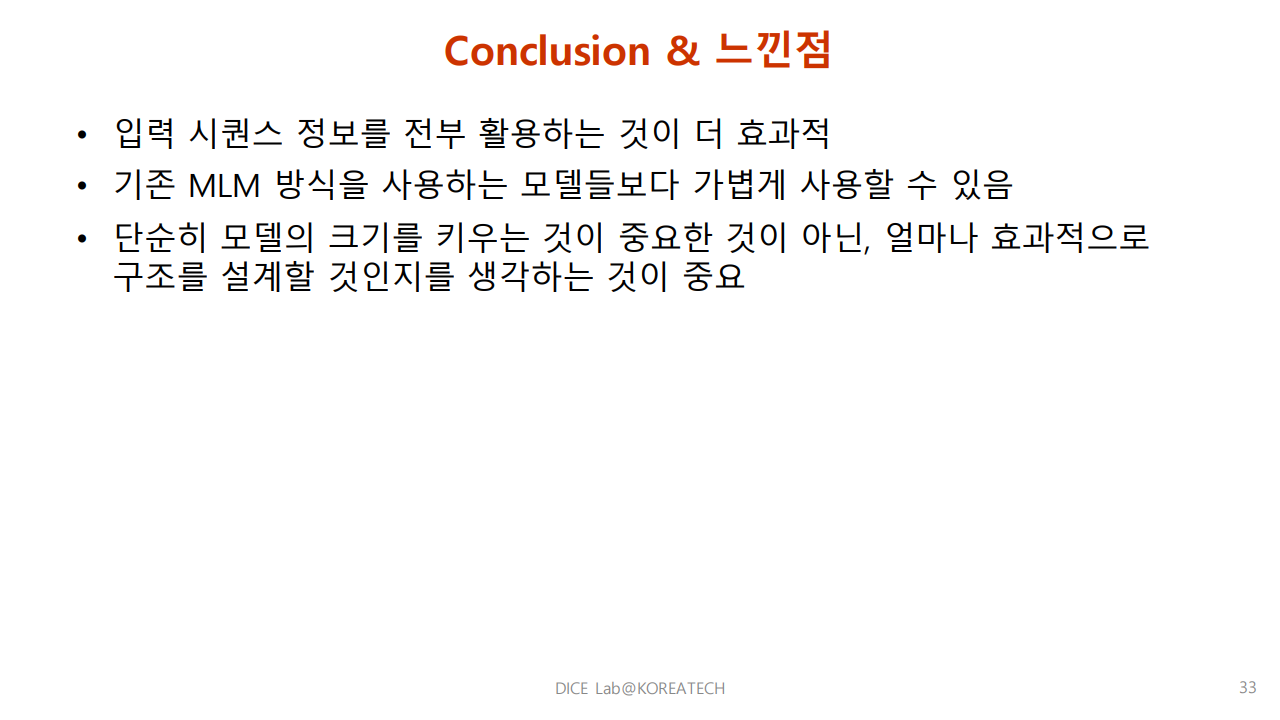 Conclusion & 느낀점
• 입력 시퀀스 정보를 전부 활용하는 것이 더 효과적
• 기존 MLM 방식을 사용하는 모델들보다 가볍게 사용할 수 있음
• 단순히 모델의 크기를 키우는 것이 중요한 것이 아닌, 얼마나 효과적으로
구조를 설계할 것인지를 생각하는 것이 중요
DICE Lab@KOREATECH
33